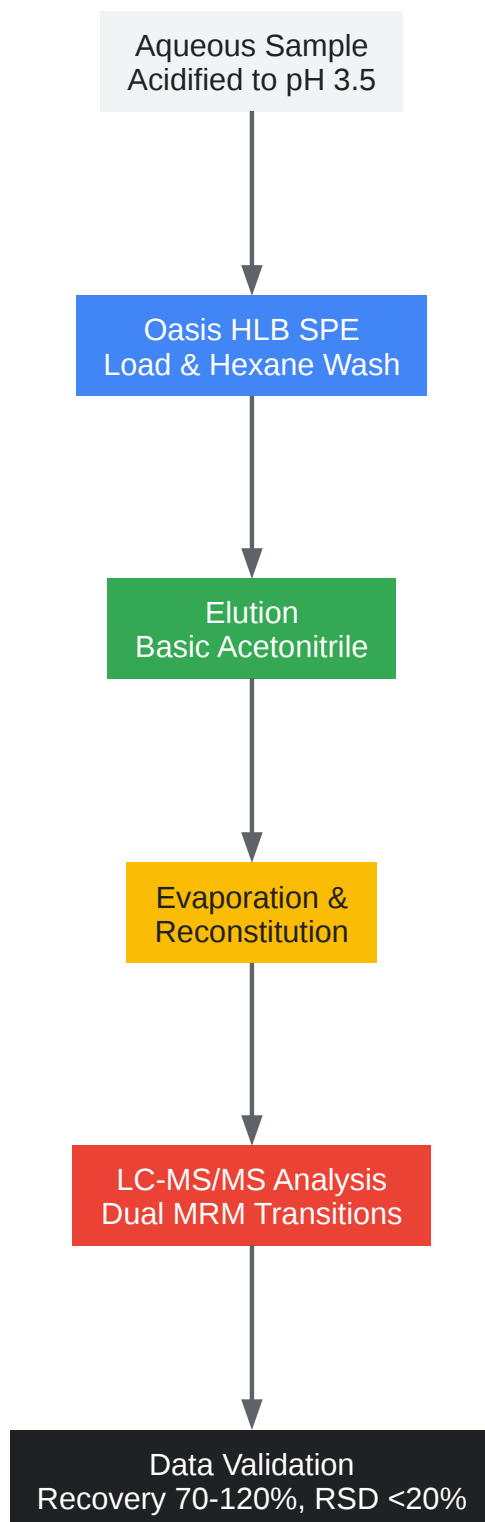 Aqueous Sample
Acidified to pH 3.5
Oasis HLB SPE
Load & Hexane Wash
Elution
Basic Acetonitrile
Evaporation &
Reconstitution
LC-MS/MS Analysis
Dual MRM Transitions
Data Validation
Recovery 70-120%, RSD <20%